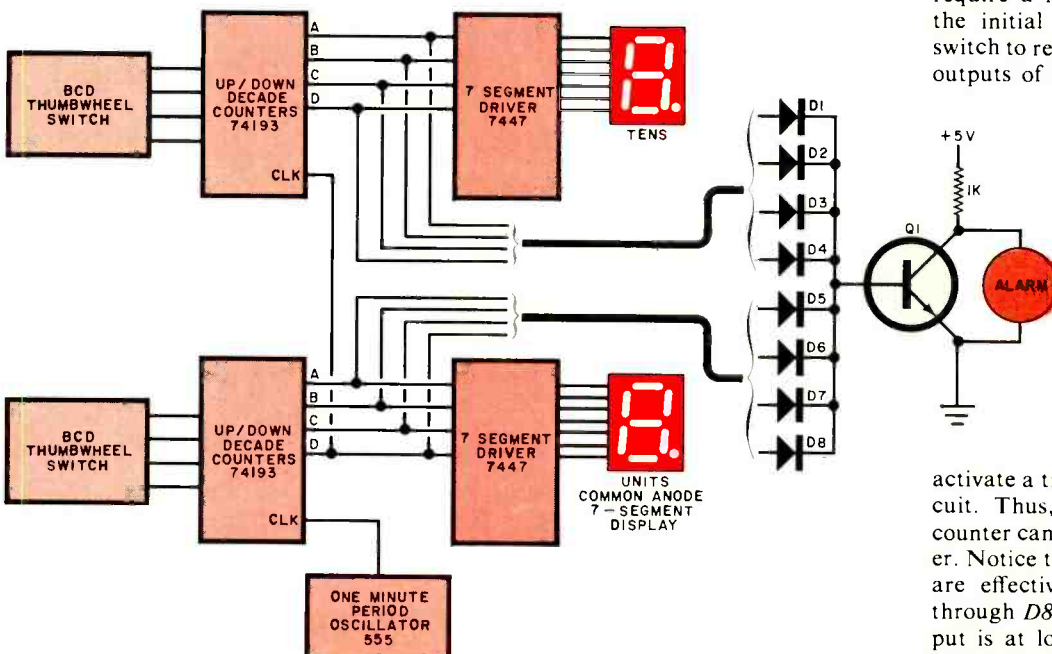 require a
the initial
switch to re
outputs of
BCD
THUMBWHEEL
SWITCH
UP/DOWN
DECADE
COUNTERS
74193
CLK
A
B
C
D
7 SEGMENT
DRIVER
7447
TENS
D1
D2
D3
D4
D5
D6
D7
D8
+5V
1K
Q1
ALARM
BCD
THUMBWHEEL
SWITCH
UP/DOWN
DECADE
COUNTERS
74193
CLK
A
B
C
D
7 SEGMENT
DRIVER
7447
UNITS
COMMON ANODE
7-SEGMENT
DISPLAY
ONE MINUTE
PERIOD
OSCILLATOR
555
activate a t
cuit. Thus,
counter can
er. Notice t
are effectiv
through D8
put is at lo